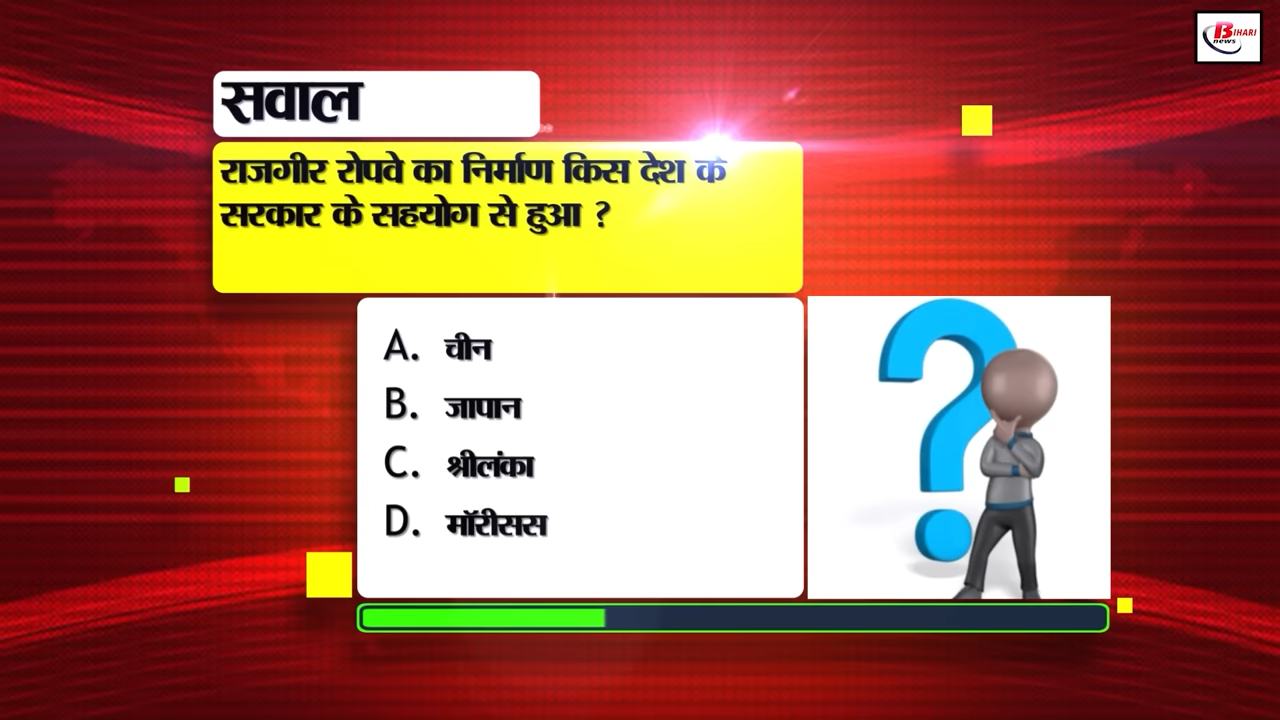 BIHARI
news
सवाल
राजगीर रोपवे का निर्माण किस देश के
सरकार के सहयोग से हुआ ?
A. चीन
B. जापान
C. श्रीलंका
D. मॉरीसस